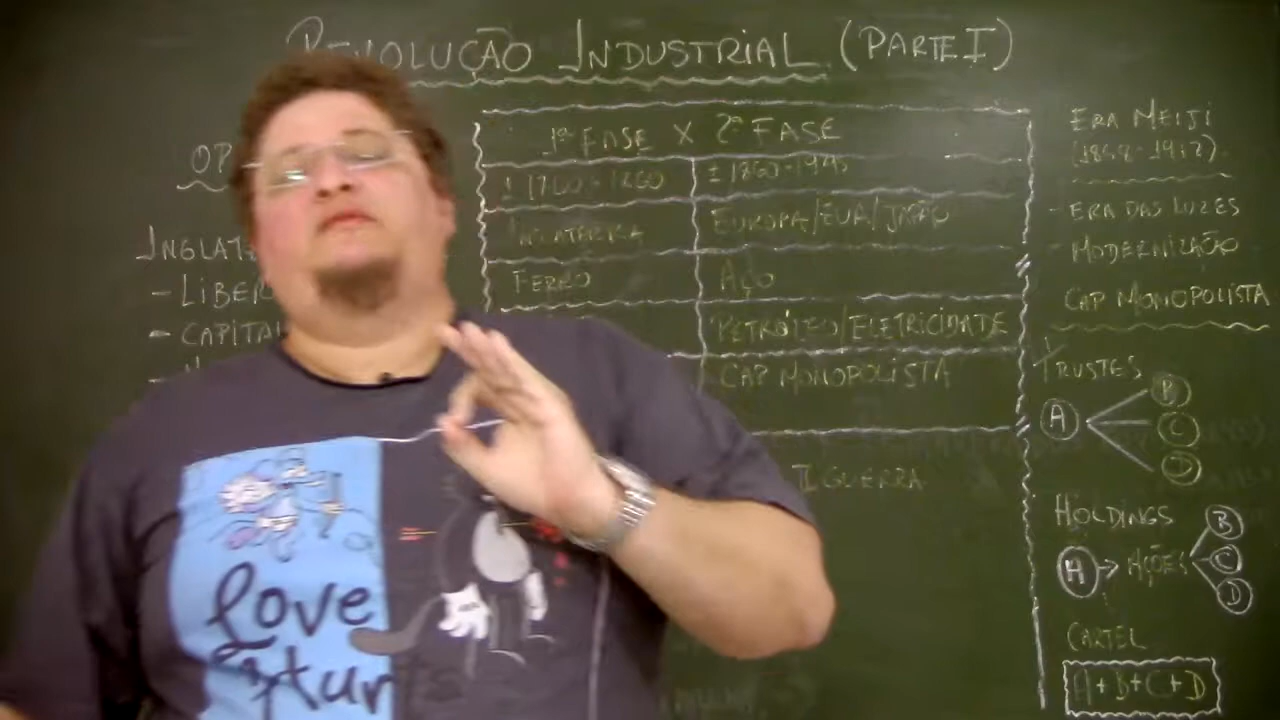 REVOLUÇÃO INDUSTRIAL (PARTE I)
1ª FASE X 2ª FASE
± 1760-1860
± 1860-1945
INGLATERRA
EUROPA/EUA/JAPÃO
FERRO
AÇO
PETRÓLEO/ELETRICIDADE
CAP MONOPOLISTA
II GUERRA
INGLAT
- LIBER
- CAPITA
ERA MEIJI
(1868-1912)
- ERA DAS LUZES
- MODERNIZAÇÃO
CAP MONOPOLISTA
TRUSTES
A
B
C
D
HOLDINGS
A → AÇÕES
B
C
D
CARTEL
A+B+C+D
Love